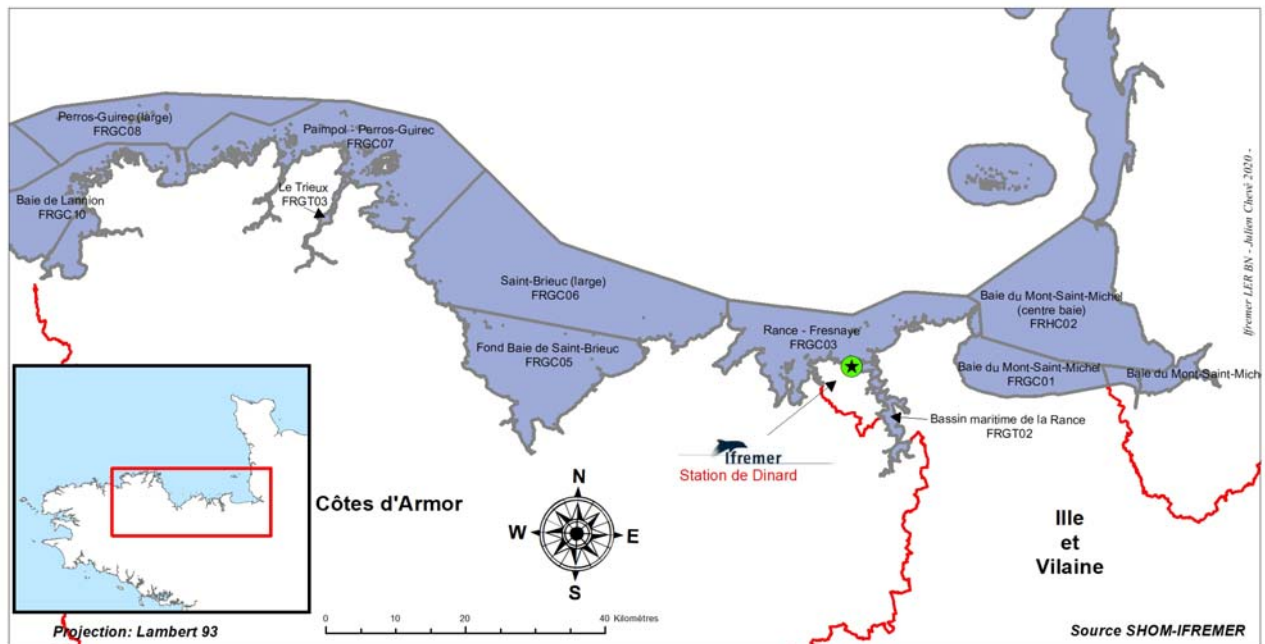 Perros-Guirec (large)
FRGC08
Paimpol - Perros-Guirec
FRGC07
Le Trieux
FRGT03
Baie de Lannion
FRGC10
Saint-Brieuc (large)
FRGC06
Fond Baie de Saint-Brieuc
FRGC05
Rance - Fresnaye
FRGC03
Baie du Mont-Saint-Michel
(centre baie)
FRHC02
Baie du Mont-Saint-Michel
FRGC01
Baie du Mont-Saint-Mich
Bassin maritime de la Rance
FRGT02
Ifremer
Station de Dinard
Côtes d'Armor
N
W
E
S
Ille
et
Vilaine
0 10 20 40 Kilomètres
Projection: Lambert 93
Source SHOM-IFREMER
Ifremer LER BN - Julien Chevé 2020 -